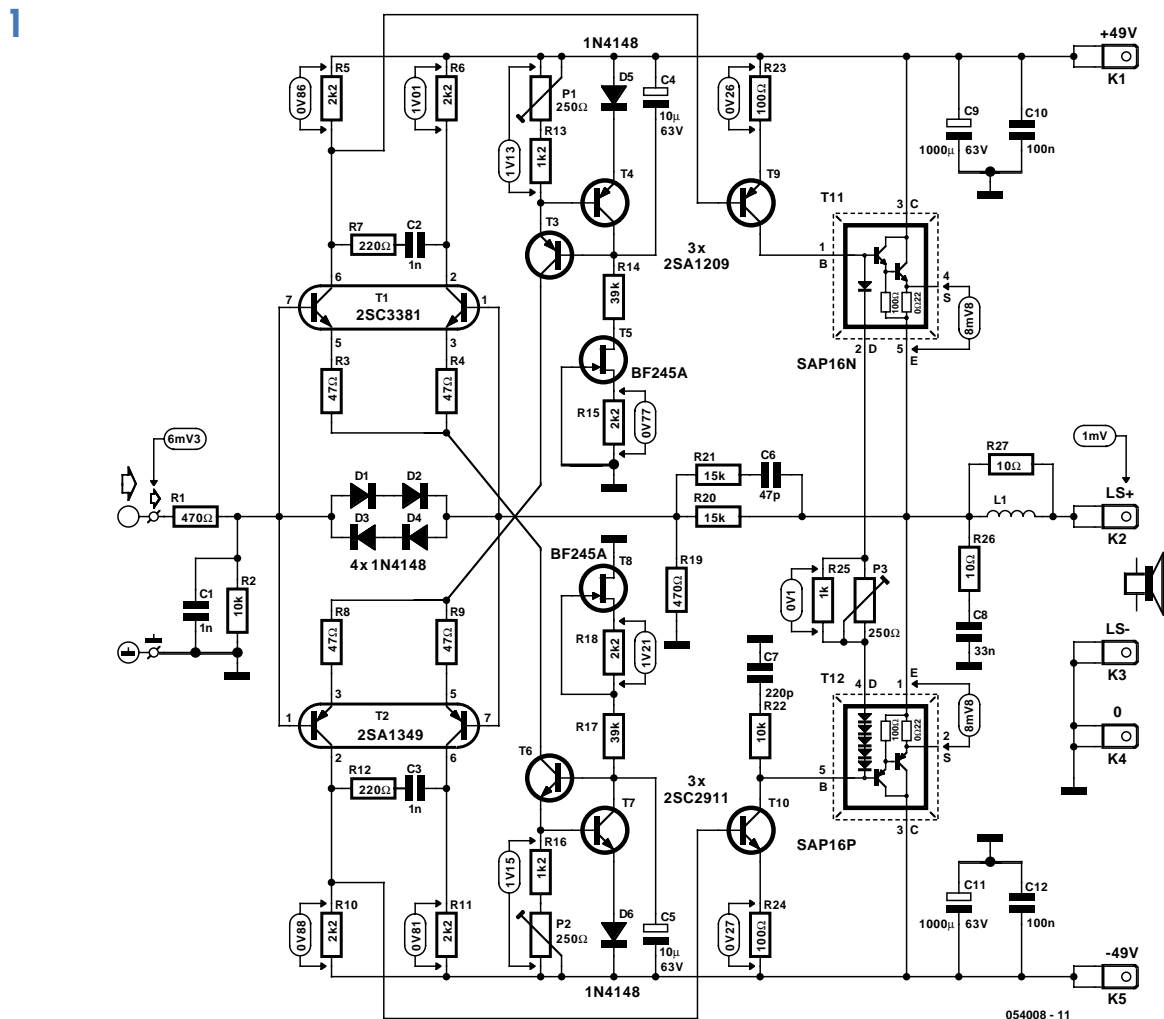 1
1N4148
+49V
K1
R5
2k2
0V86
R6
2k2
1V01
P1
250Ω
R13
1k2
1V13
D5
C4
10µ
63V
R23
100Ω
0V26
C9
1000µ 63V
C10
100n
T4
T9
T11
3 C
R7
220Ω
C2
1n
T3
3x
2SA1209
1
B
100Ω
0Ω22
4
S
8mV8
6
2
7
T1
2SC3381
1
R14
39k
5
3
T5
BF245A
2 D
5
E
SAP16N
R3
47Ω
R4
47Ω
R15
2k2
0V77
6mV3
1mV
R21
15k
C6
47p
R27
10Ω
R1
470Ω
D1
D2
D3
D4
4x 1N4148
R20
15k
L1
LS+
K2
C1
1n
R2
10k
BF245A
T8
R19
470Ω
R25
1k
0V1
P3
250Ω
R26
10Ω
C8
33n
R8
47Ω
R9
47Ω
R18
2k2
1V21
C7
220p
LS-
K3
T12
4 D
1
E
3
5
1
T2
2SA1349
7
R17
39k
R22
10k
100Ω
0Ω22
2
S
8mV8
0
K4
2
6
R12
220Ω
C3
1n
T6
3x
2SC2911
5
B
T7
T10
3 C
SAP16P
R16
1k2
1V15
R10
2k2
0V88
R11
2k2
0V81
P2
250Ω
D6
C5
10µ
63V
R24
100Ω
0V27
C11
1000µ 63V
C12
100n
1N4148
-49V
K5
054008 - 11